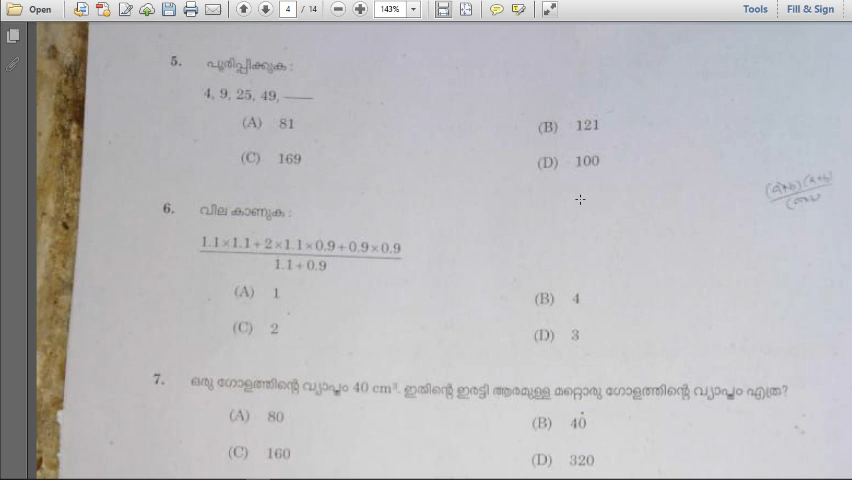 Open 4 / 14 143% Tools Fill & Sign
5. പൂരിപ്പിക്കുക :
4, 9, 25, 49, ——
(A) 81 (B) 121
(C) 169 (D) 100
6. വില കാണുക :
1.1×1.1+2×1.1×0.9+0.9×0.9
1.1+0.9
(A) 1 (B) 4
(C) 2 (D) 3
7. ഒരു ഗോളത്തിന്റെ വ്യാപ്തം 40 cm³. ഇതിന്റെ ഇരട്ടി ആരമുള്ള മറ്റൊരു ഗോളത്തിന്റെ വ്യാപ്തം എത്ര?
(A) 80 (B) 40
(C) 160 (D) 320